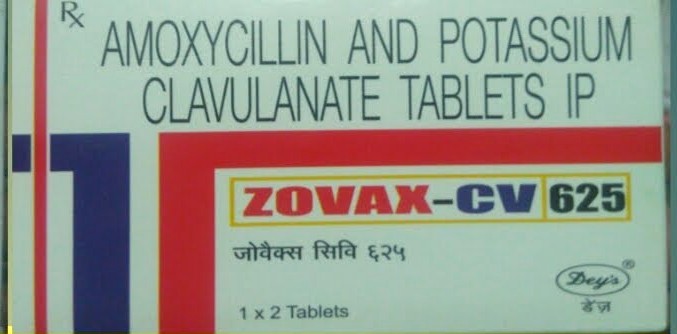 Rx
AMOXYCILLIN AND POTASSIUM
CLAVULANATE TABLETS IP
ZOVAX-CV 625
जोवैक्स सिवि ६२५
Dey's®
डेज़
1 x 2 Tablets